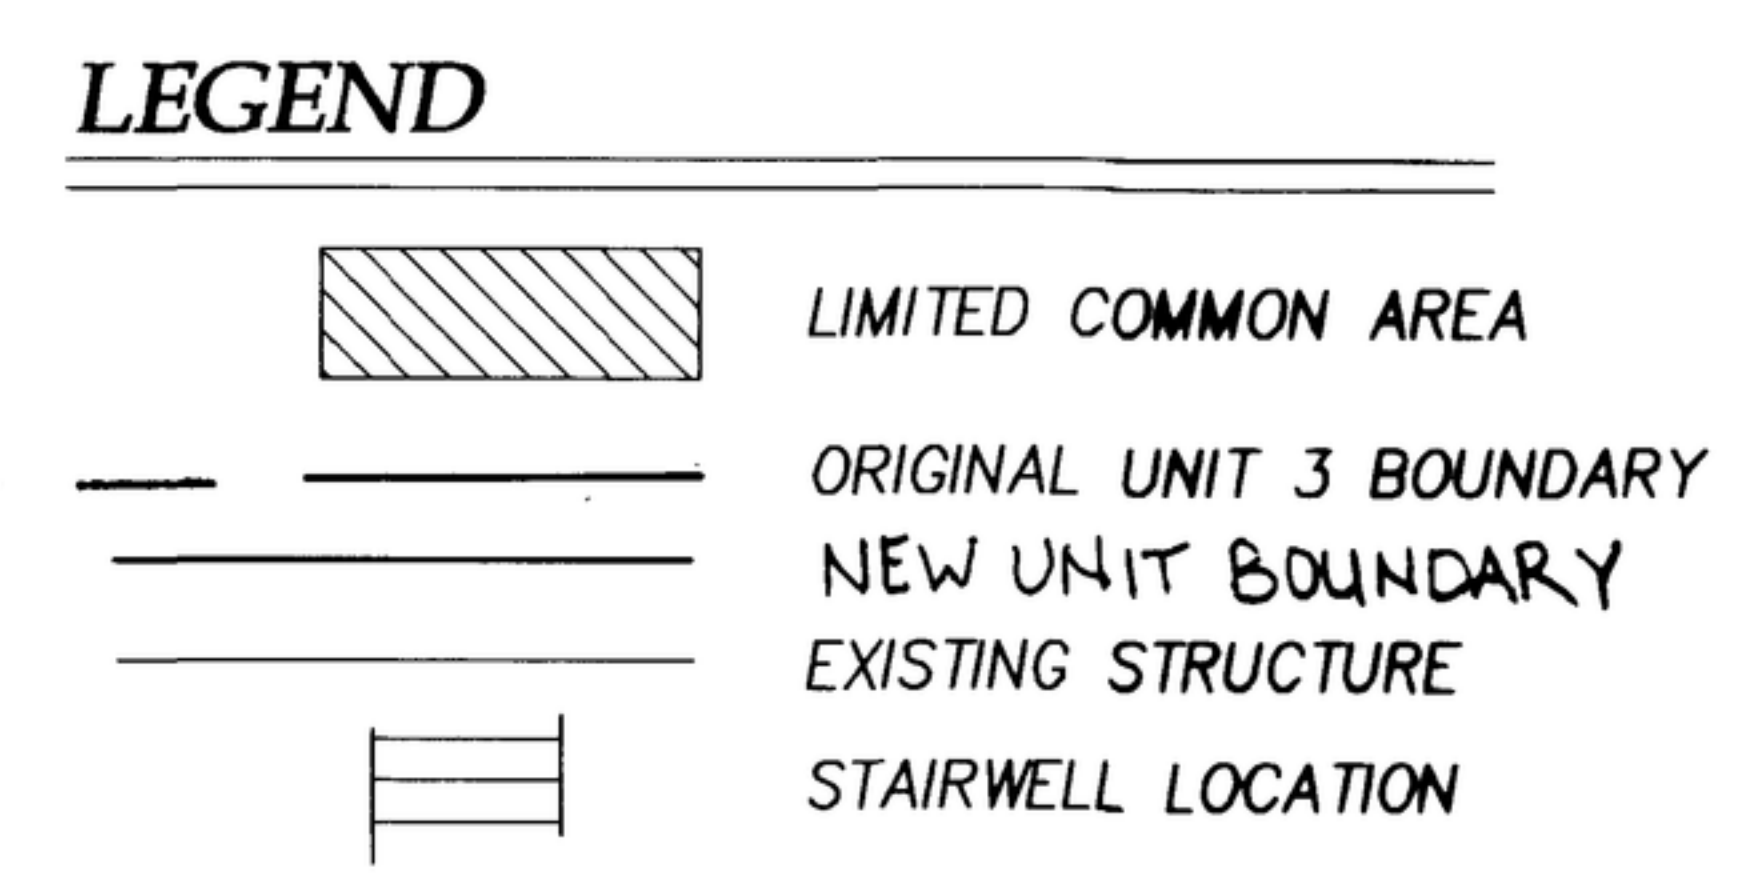 LEGEND
LIMITED COMMON AREA
ORIGINAL UNIT 3 BOUNDARY
NEW UNIT BOUNDARY
EXISTING STRUCTURE
STAIRWELL LOCATION